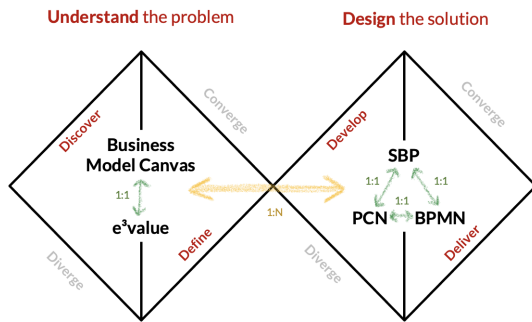 Understand the problem
Design the solution
Discover
Converge
Business
Model Canvas
1:1
e³value
Diverge
Define
1:N
Develop
Converge
SBP
1:1
1:1
1:1
PCN
BPMN
Diverge
Deliver